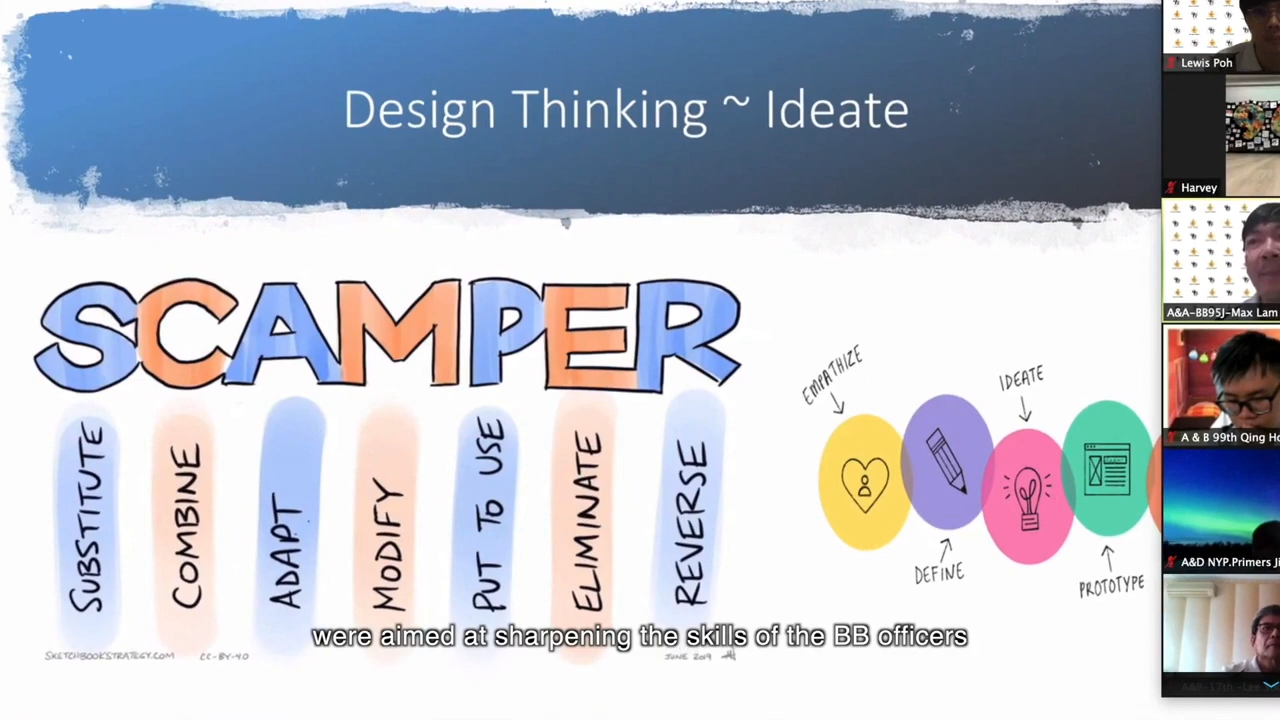 Design Thinking ~ Ideate
SCAMPER
SUBSTITUTE
COMBINE
ADAPT
MODIFY
PUT TO USE
ELIMINATE
REVERSE
SKETCHBOOKSTRATEGY.COM CC-BY-40
JUNE 2019
EMPATHIZE
DEFINE
IDEATE
PROTOTYPE
were aimed at sharpening the skills of the BB officers
Lewis Poh
Harvey
A&A-BB95J-Max Lam
A & B 99th Qing Ho
A&D NYP.Primers Ji